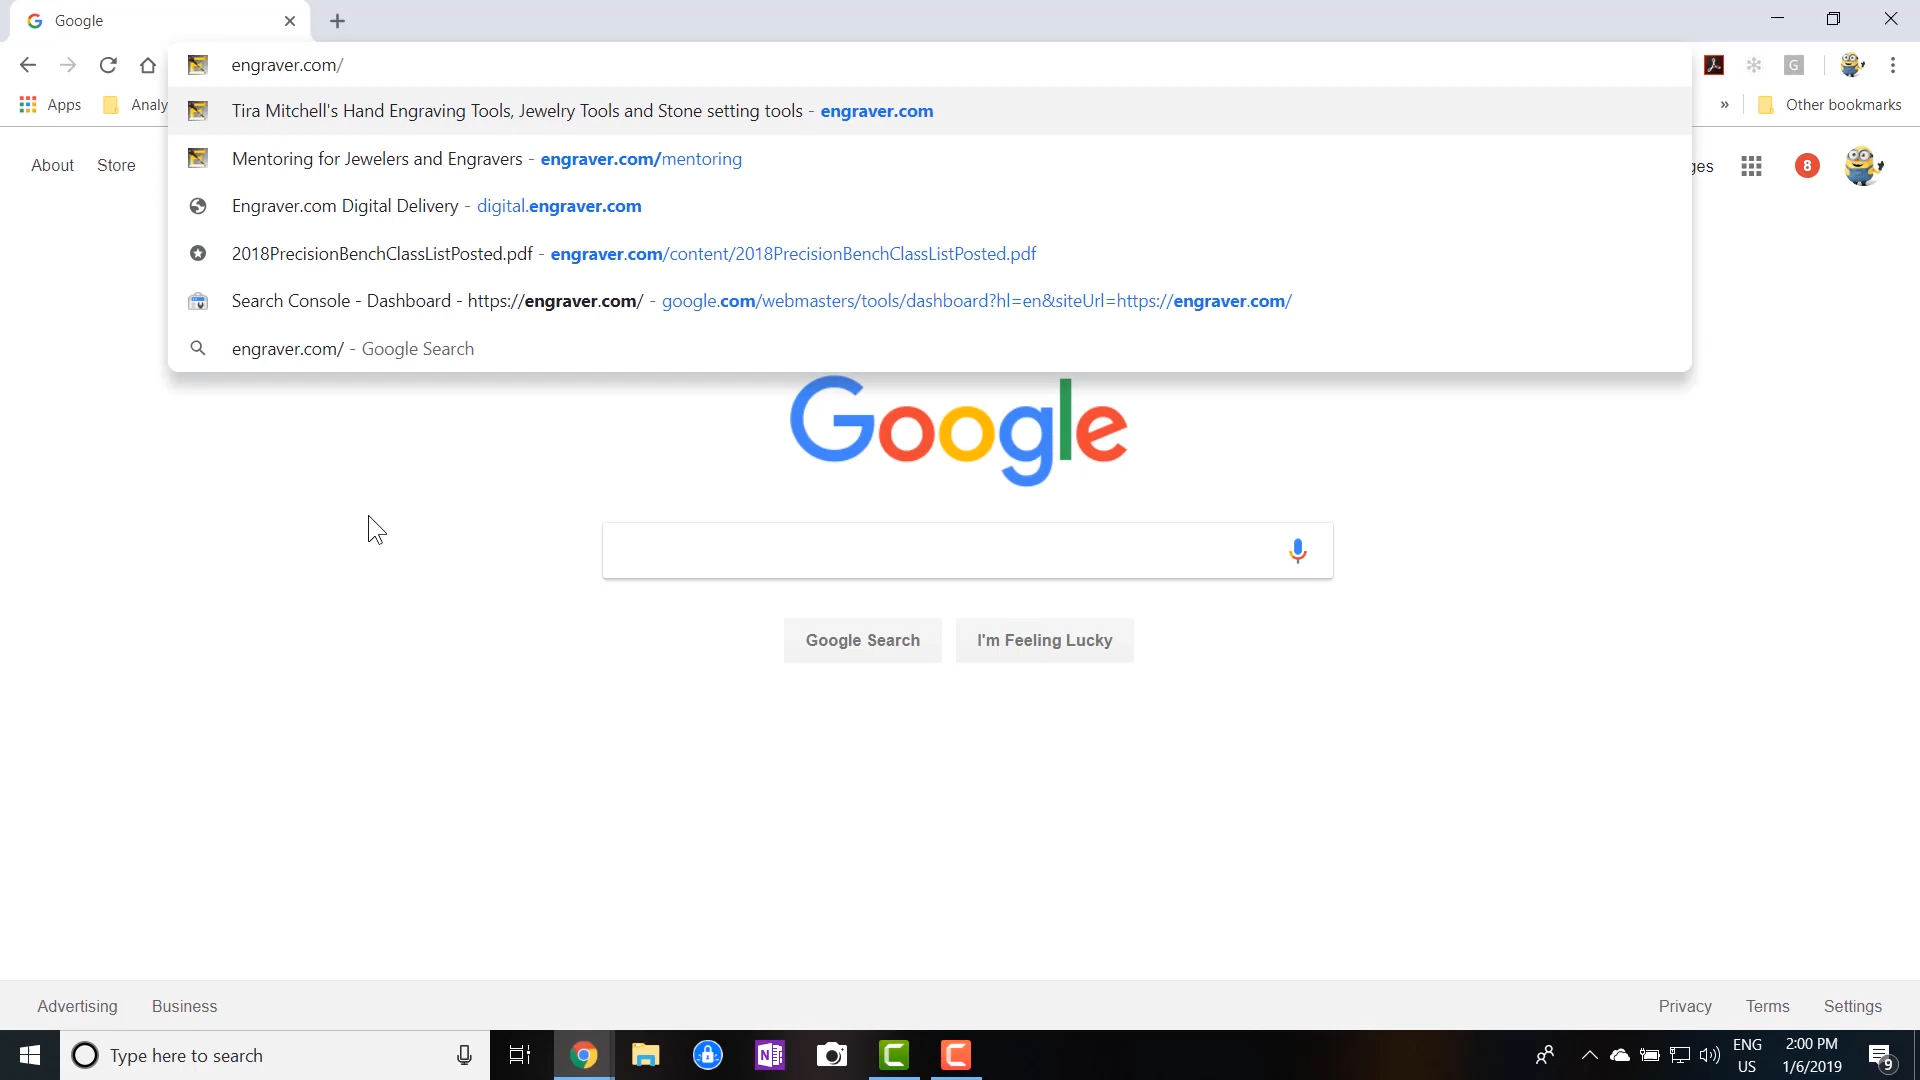 Google
engraver.com/
G
Apps
Analy
»
Other bookmarks
Tira Mitchell's Hand Engraving Tools, Jewelry Tools and Stone setting tools - engraver.com
Mentoring for Jewelers and Engravers - engraver.com/mentoring
Engraver.com Digital Delivery - digital.engraver.com
2018PrecisionBenchClassListPosted.pdf - engraver.com/content/2018PrecisionBenchClassListPosted.pdf
Search Console - Dashboard - https://engraver.com/ - google.com/webmasters/tools/dashboard?hl=en&siteUrl=https://engraver.com/
engraver.com/ - Google Search
About
Store
ges
8
Google
Google Search
I'm Feeling Lucky
Advertising
Business
Privacy
Terms
Settings
Type here to search
N
C
C
ENG
US
2:00 PM
1/6/2019
9